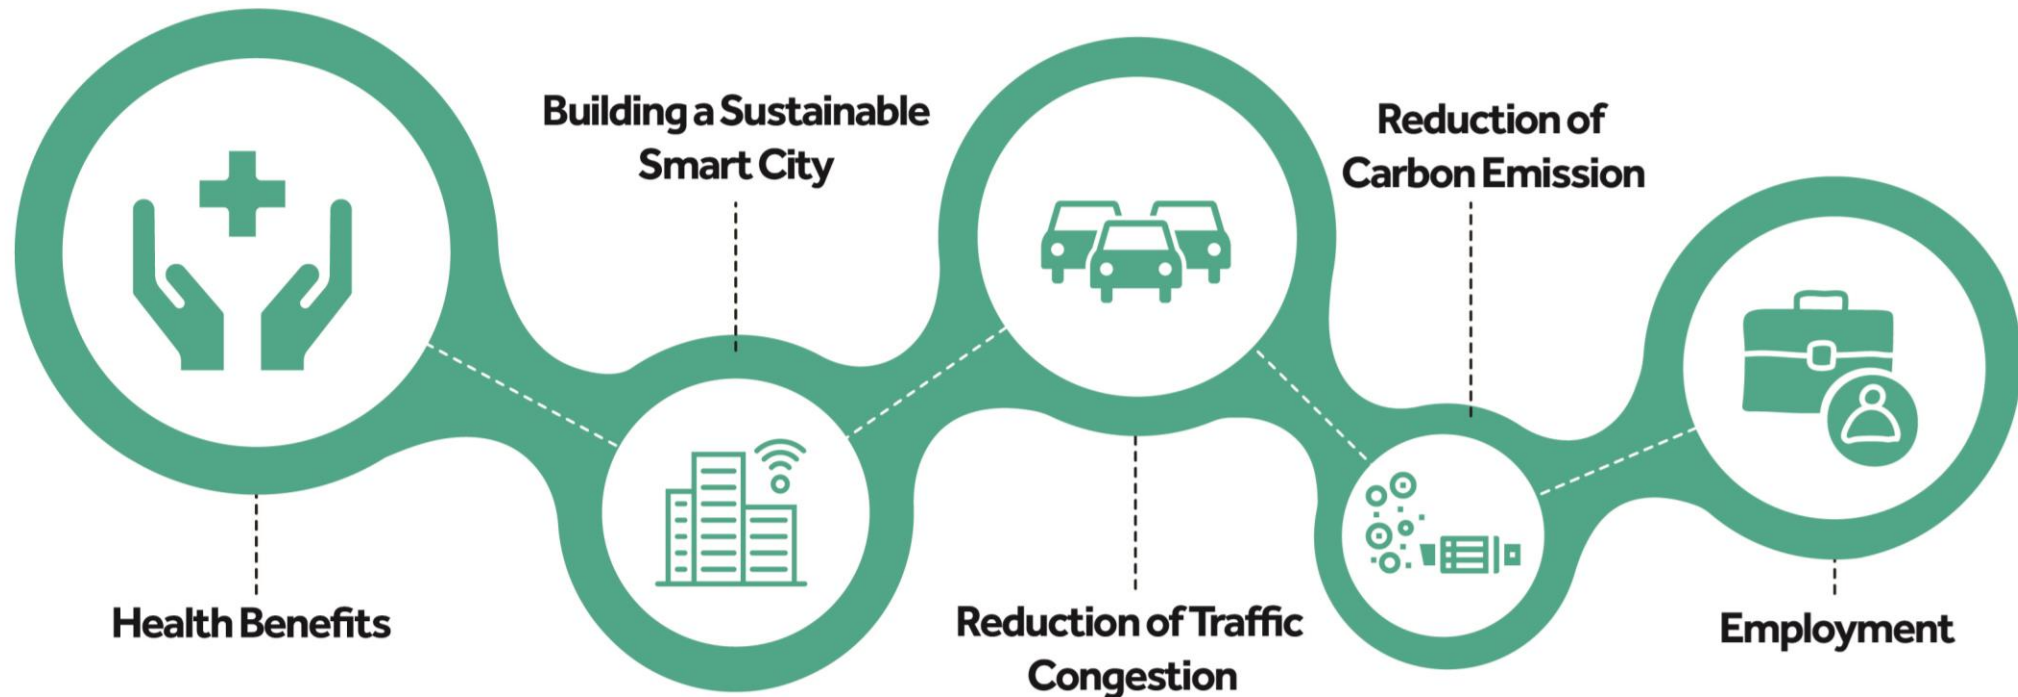 Building a Sustainable
Smart City
Reduction of
Carbon Emission
Health Benefits
Reduction of Traffic
Congestion
Employment